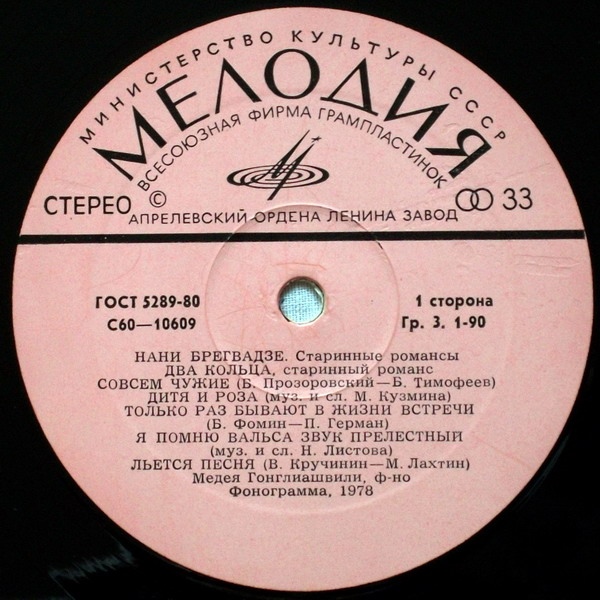 МИНИСТЕРСТВО КУЛЬТУРЫ СССР
МЕЛОДИЯ
ВСЕСОЮЗНАЯ ФИРМА ГРАМПЛАСТИНОК
СТЕРЕО © 33
АПРЕЛЕВСКИЙ ОРДЕНА ЛЕНИНА ЗАВОД
ГОСТ 5289-80 1 сторона
С60—10609 Гр. 3. 1-90
НАНИ БРЕГВАДЗЕ. Старинные романсы
ДВА КОЛЬЦА, старинный романс
СОВСЕМ ЧУЖИЕ (Б. Прозоровский—Б. Тимофеев)
ДИТЯ И РОЗА (муз. и сл. М. Кузмина)
ТОЛЬКО РАЗ БЫВАЮТ В ЖИЗНИ ВСТРЕЧИ
(Б. Фомин—П. Герман)
Я ПОМНЮ ВАЛЬСА ЗВУК ПРЕЛЕСТНЫЙ
(муз. и сл. Н. Листова)
ЛЬЕТСЯ ПЕСНЯ (В. Кручинин—М. Лахтин)
Медея Гонглиашвили, ф-но
Фонограмма, 1978